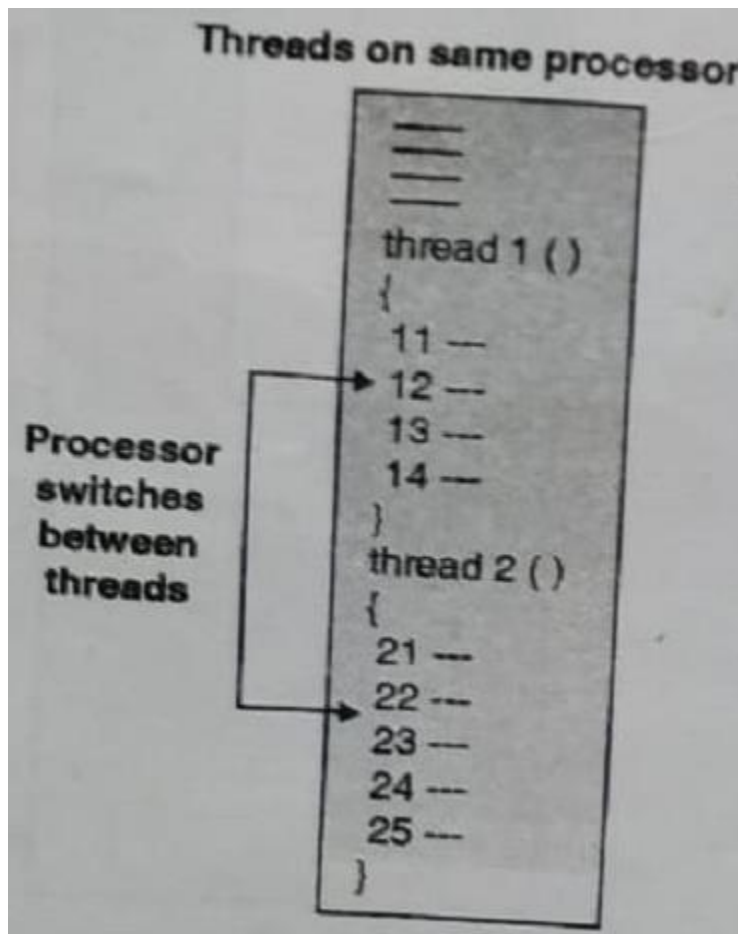 Threads on same processor
thread 1 ( )
{
11 ---
12 ---
13 ---
14 ---
}
Processor
switches
between
threads
thread 2 ( )
{
21 ---
22 ---
23 ---
24 ---
25 ---
}